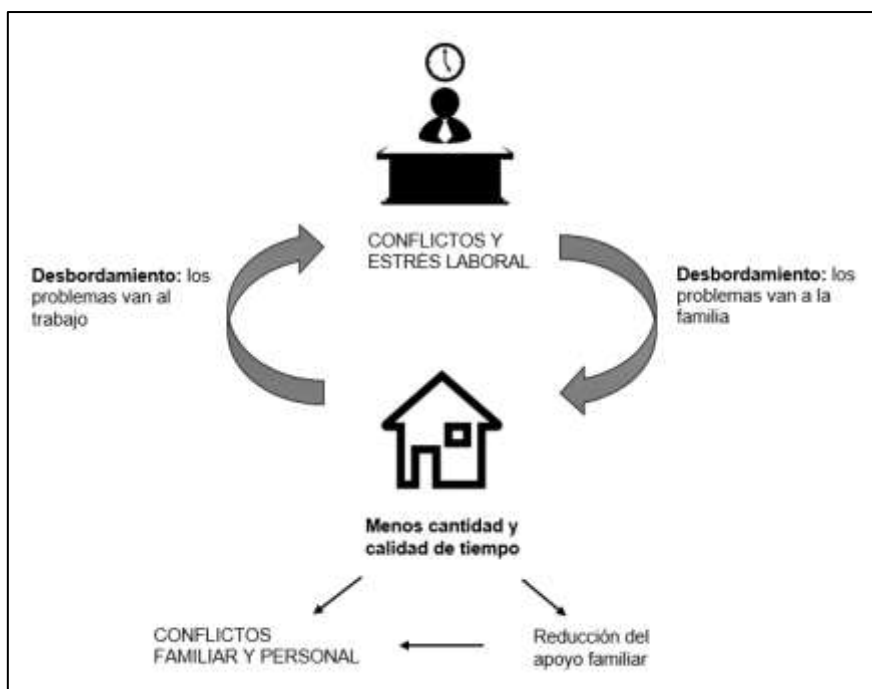 CONFLICTOS Y
ESTRÉS LABORAL
Desbordamiento: los
problemas van al
trabajo
Desbordamiento: los
problemas van a la
familia
Menos cantidad y
calidad de tiempo
CONFLICTOS
FAMILIAR Y PERSONAL
Reducción del
apoyo familiar